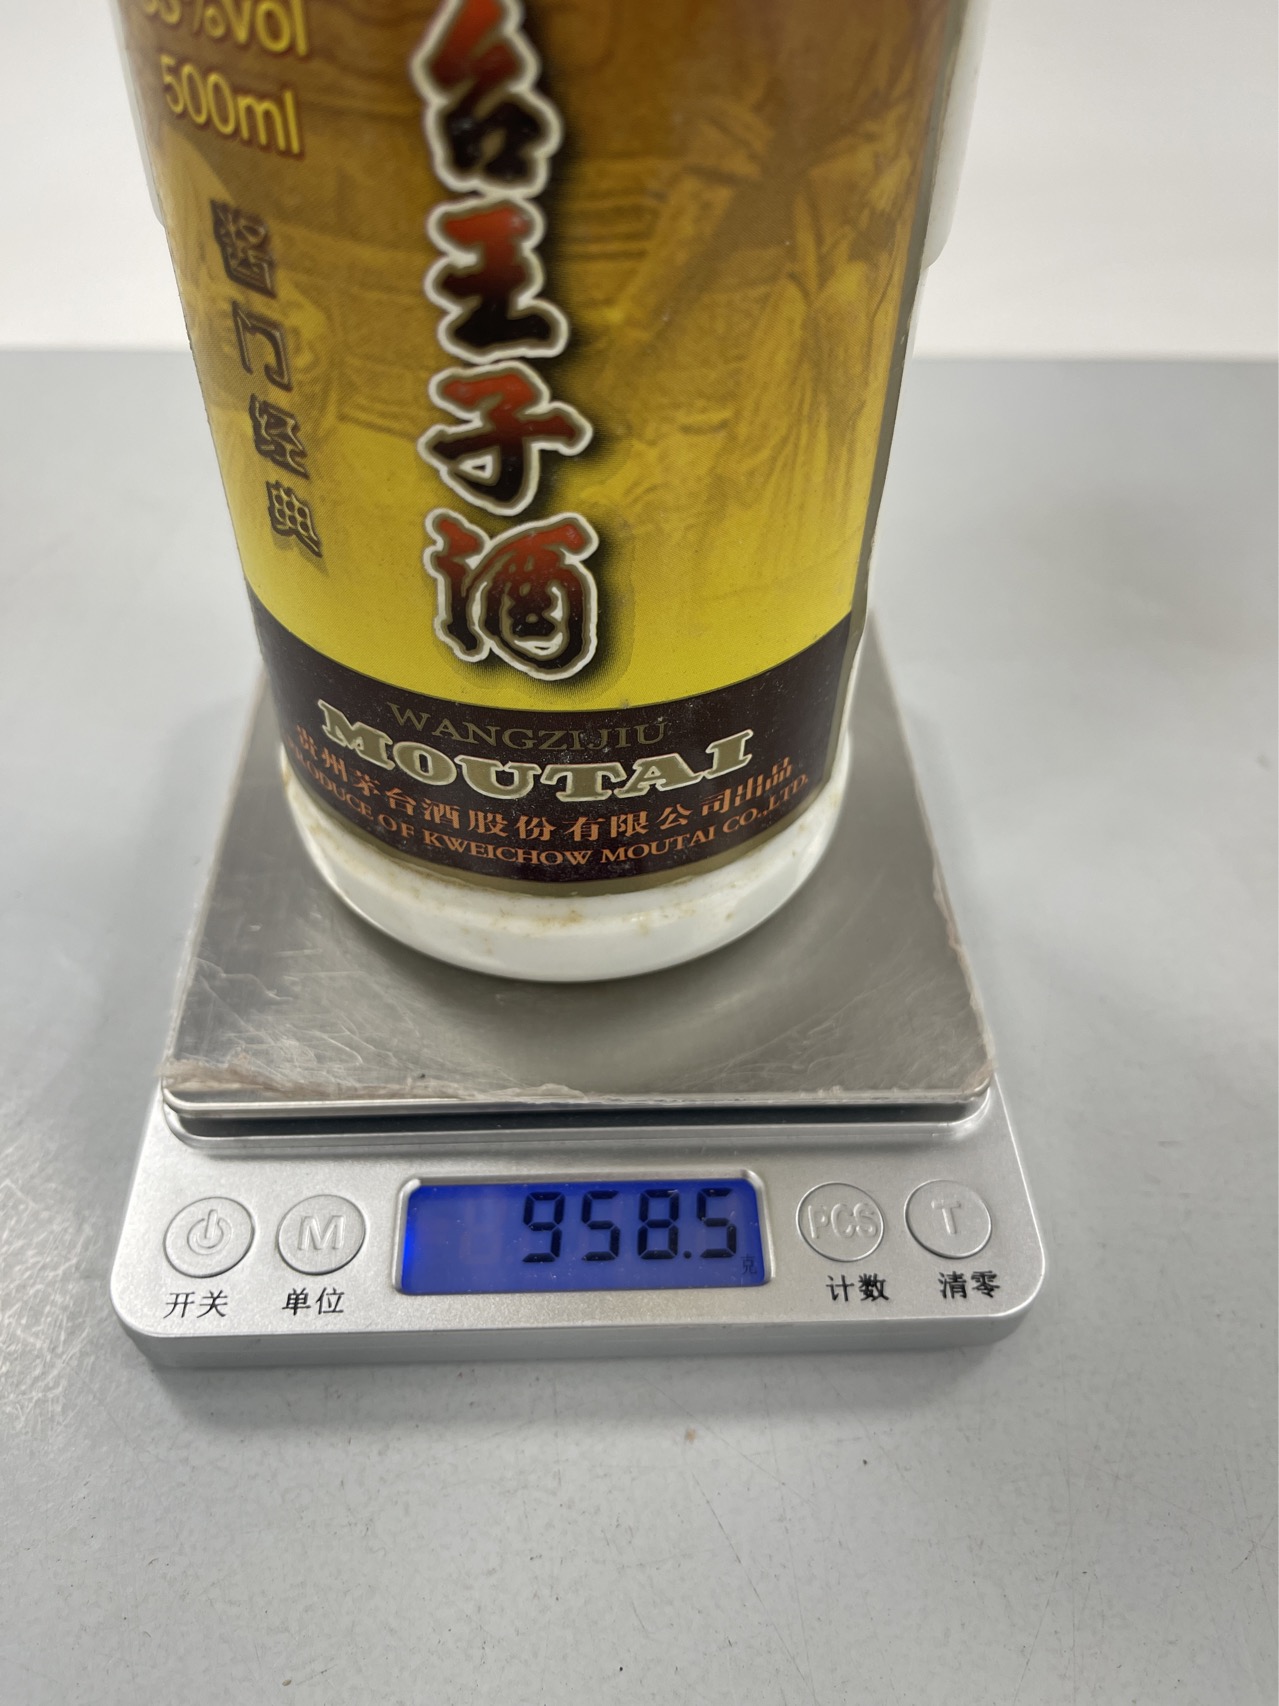 %vol
500ml
台王子酒
酱门经典
WANGZIJIU
MOUTAI
贵州茅台酒股份有限公司出品
PRODUCE OF KWEICHOW MOUTAI CO.,LTD.
958.5
克
M
PCS
T
开关
单位
计数
清零